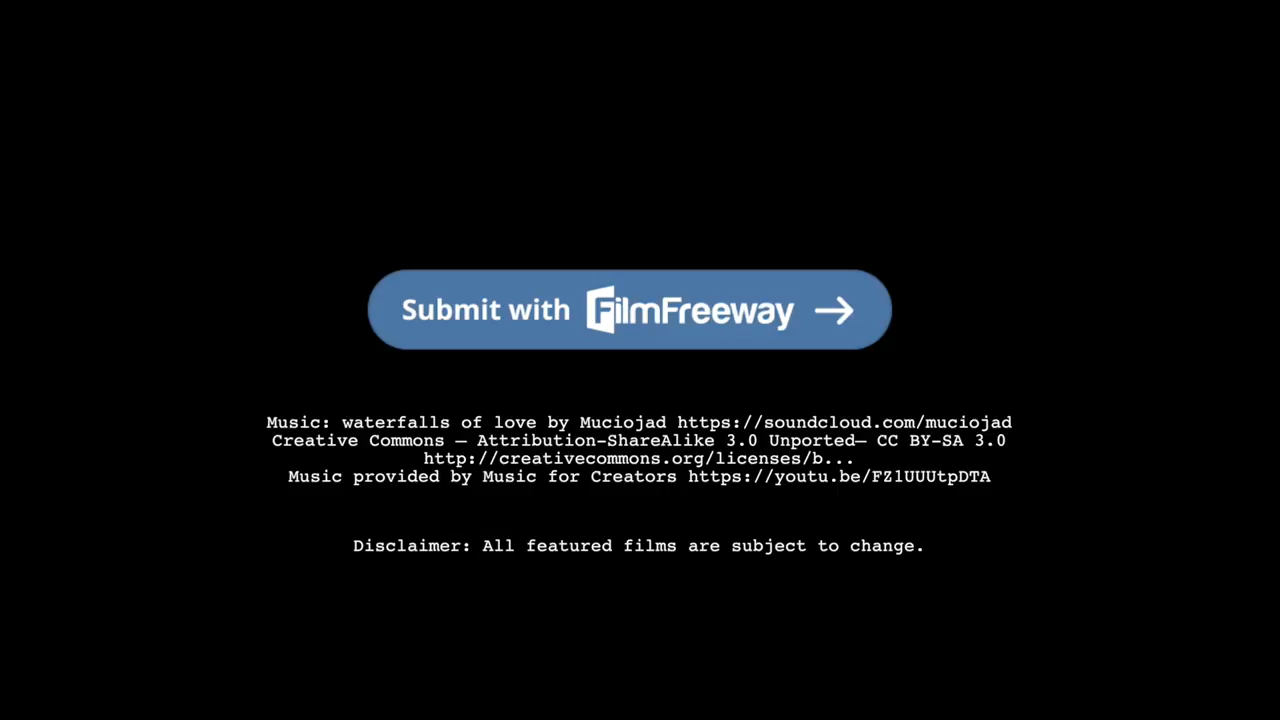 Submit with FilmFreeway →
Music: waterfalls of love by Muciojad https://soundcloud.com/muciojad
Creative Commons — Attribution-ShareAlike 3.0 Unported— CC BY-SA 3.0
http://creativecommons.org/licenses/b...
Music provided by Music for Creators https://youtu.be/FZ1UUUtpDTA
Disclaimer: All featured films are subject to change.